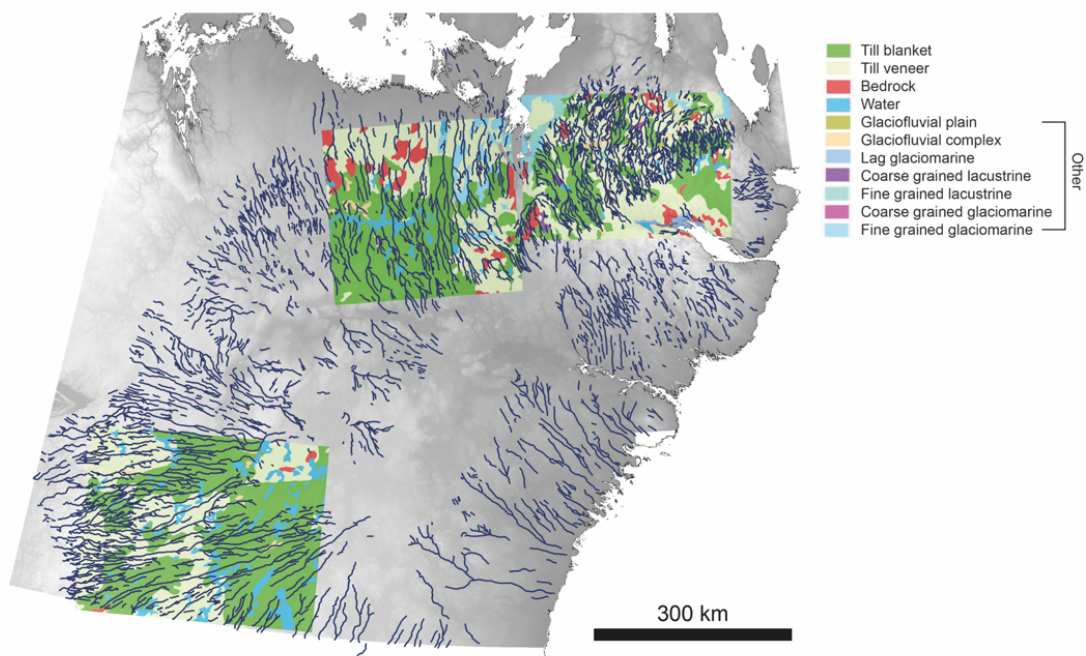 Till blanket
Till veneer
Bedrock
Water
Glaciofluvial plain
Glaciofluvial complex
Lag glaciomarine
Coarse grained lacustrine
Fine grained lacustrine
Coarse grained glaciomarine
Fine grained glaciomarine
Other
300 km